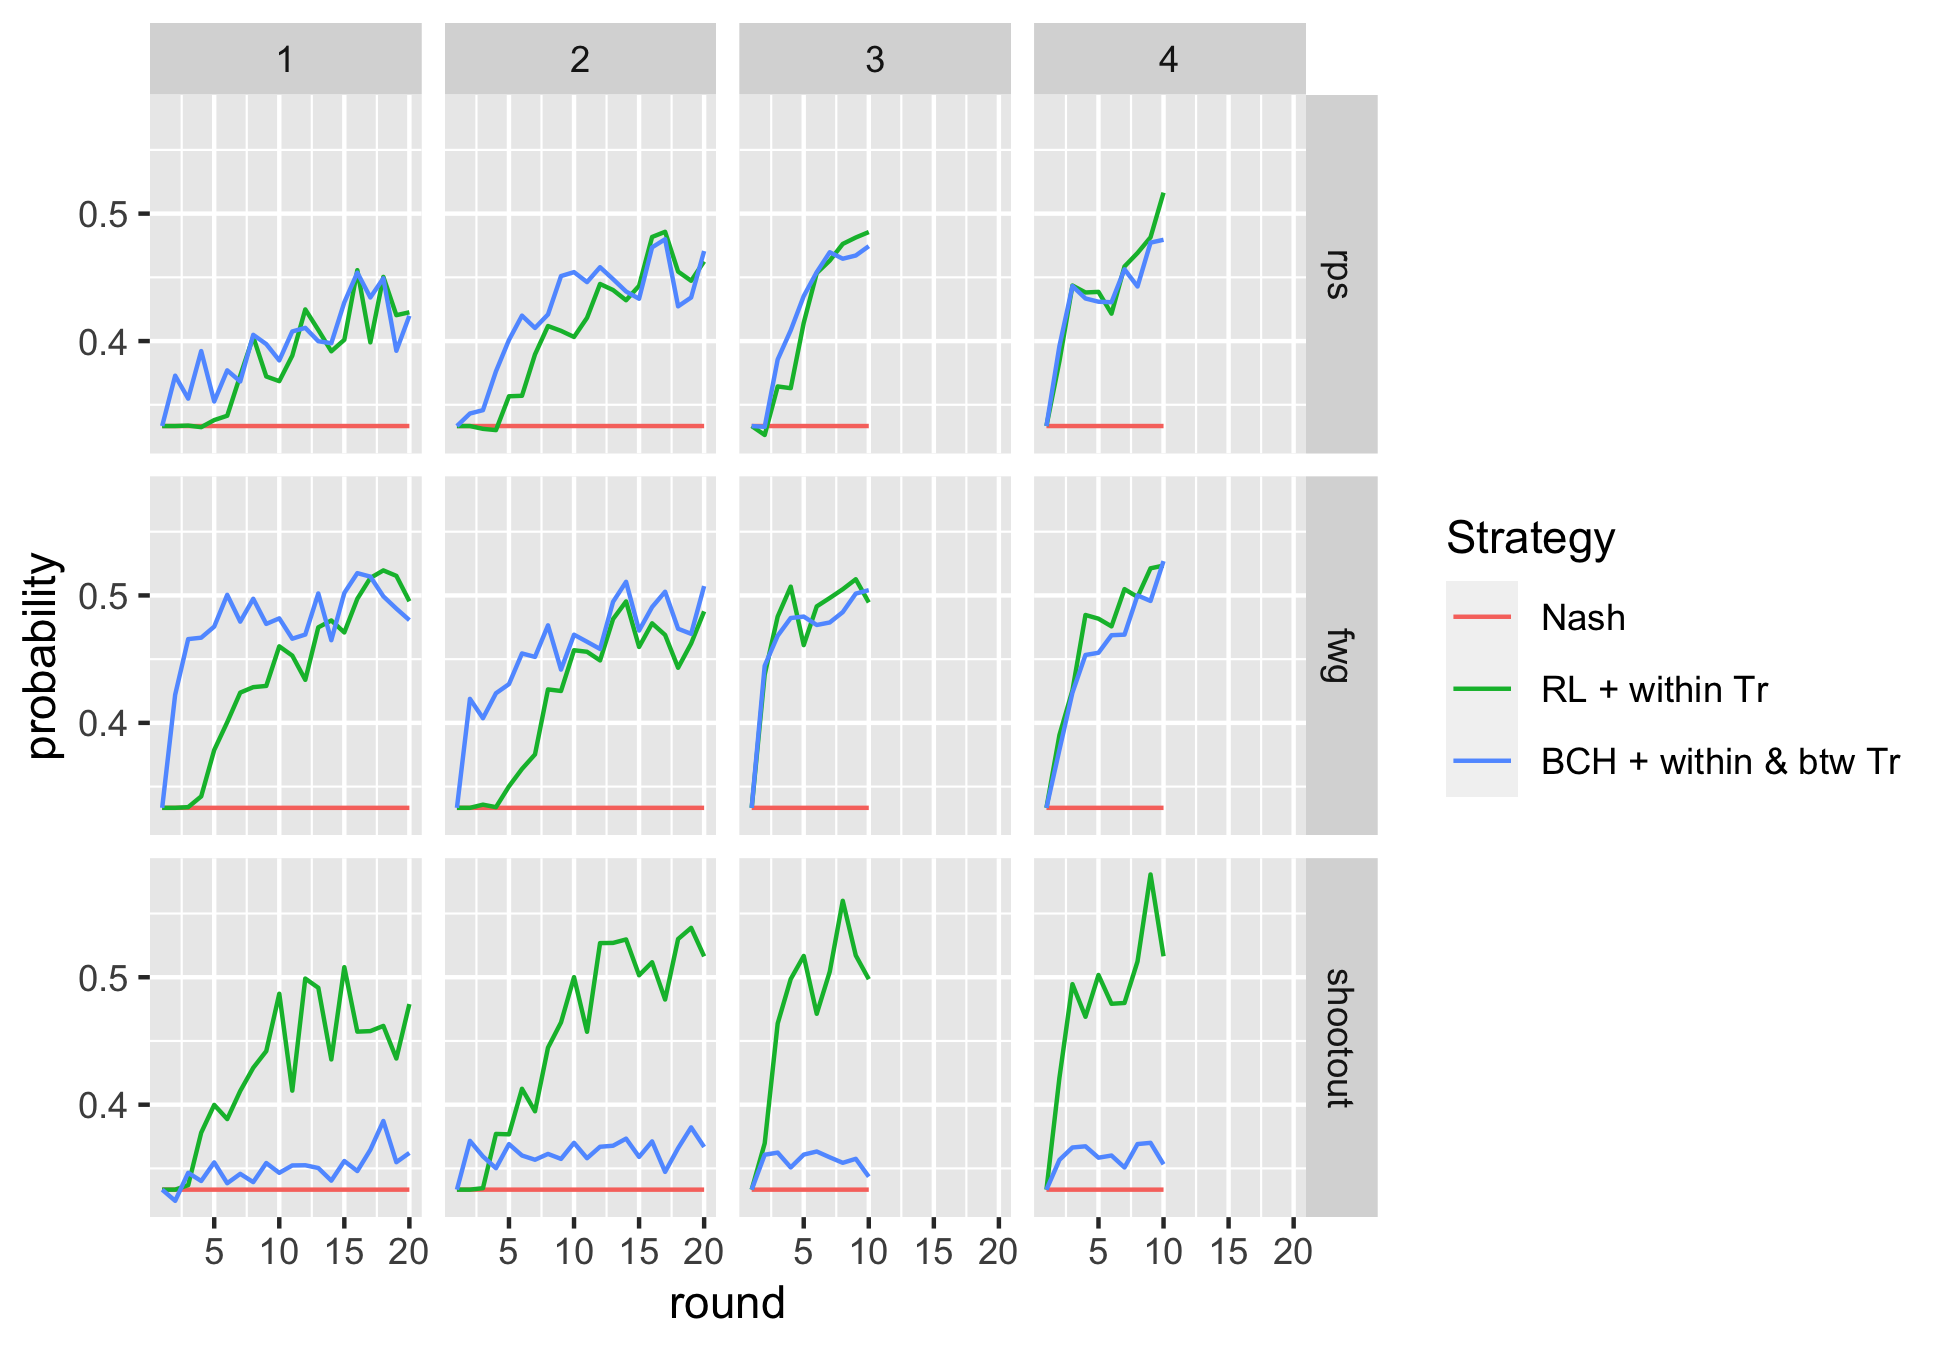 1 2 3 4
0.5
0.4
rps
0.5
0.4
fwg
0.5
0.4
shootout
5 10 15 20 5 10 15 20 5 10 15 20 5 10 15 20
round
probability
Strategy
Nash
RL + within Tr
BCH + within & btw Tr